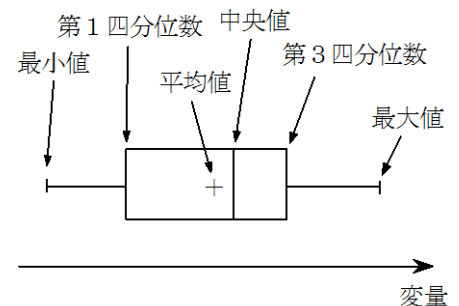 第１四分位数
中央値
最小値
平均値
第３四分位数
最大値
変量